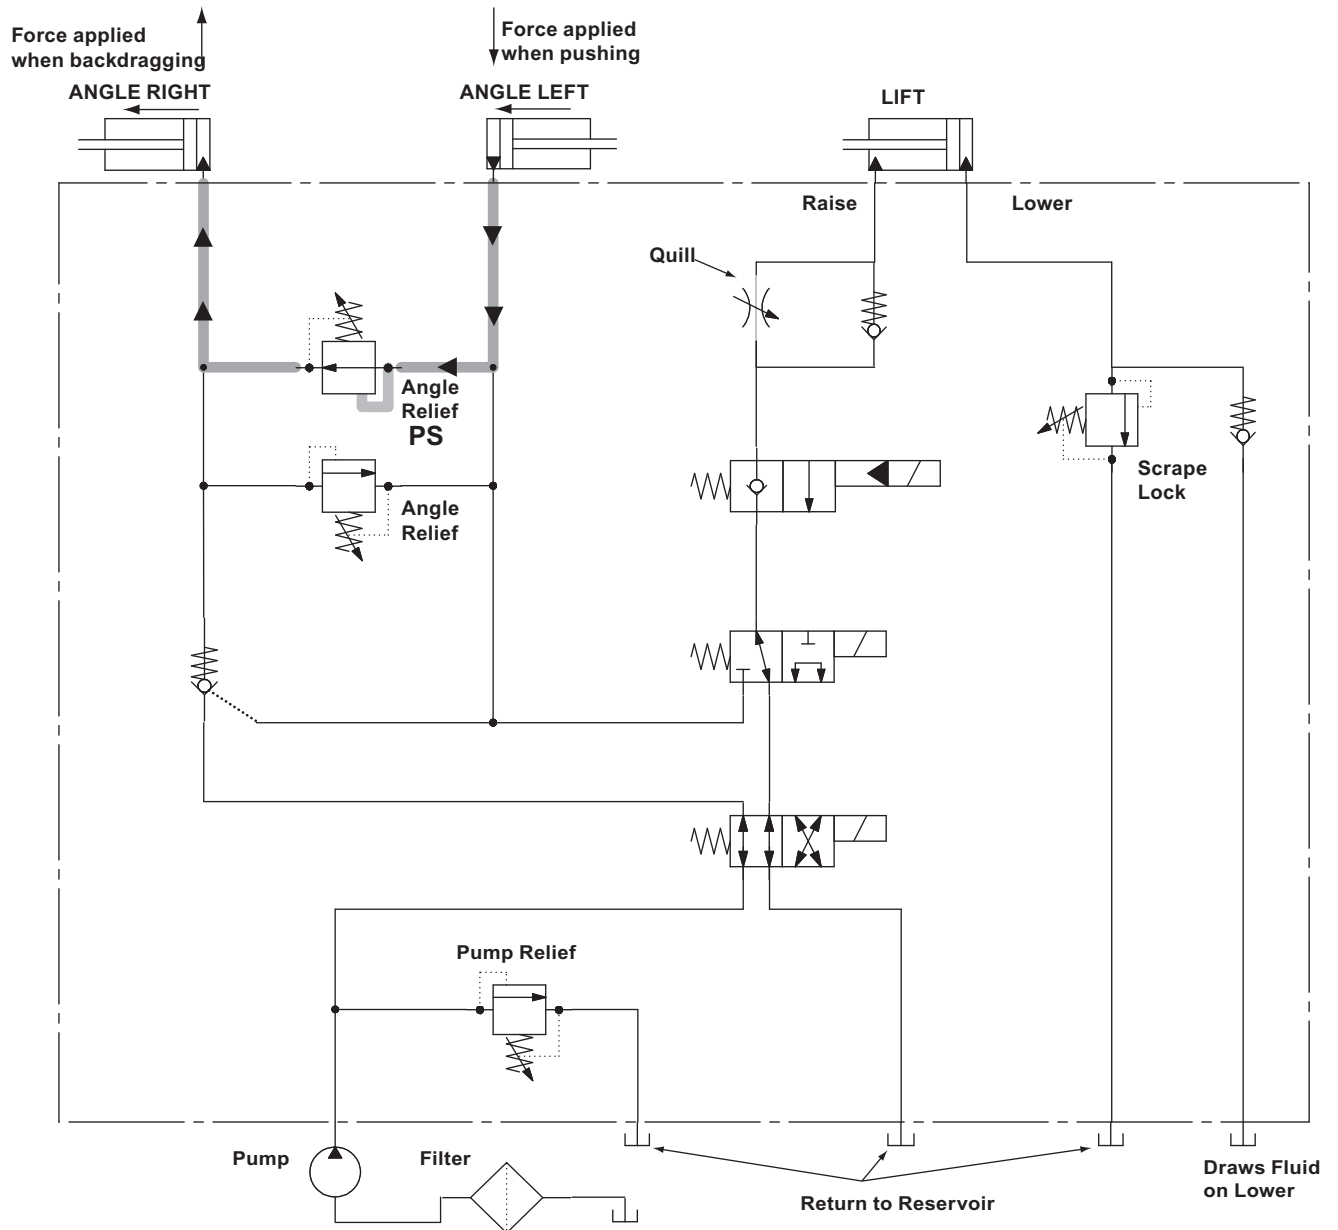 Force applied
when backdragging
Force applied
when pushing
ANGLE RIGHT
ANGLE LEFT
LIFT
Raise
Lower
Quill
Angle
Relief
PS
Angle
Relief
Scrape
Lock
Pump Relief
Pump
Filter
Return to Reservoir
Draws Fluid
on Lower